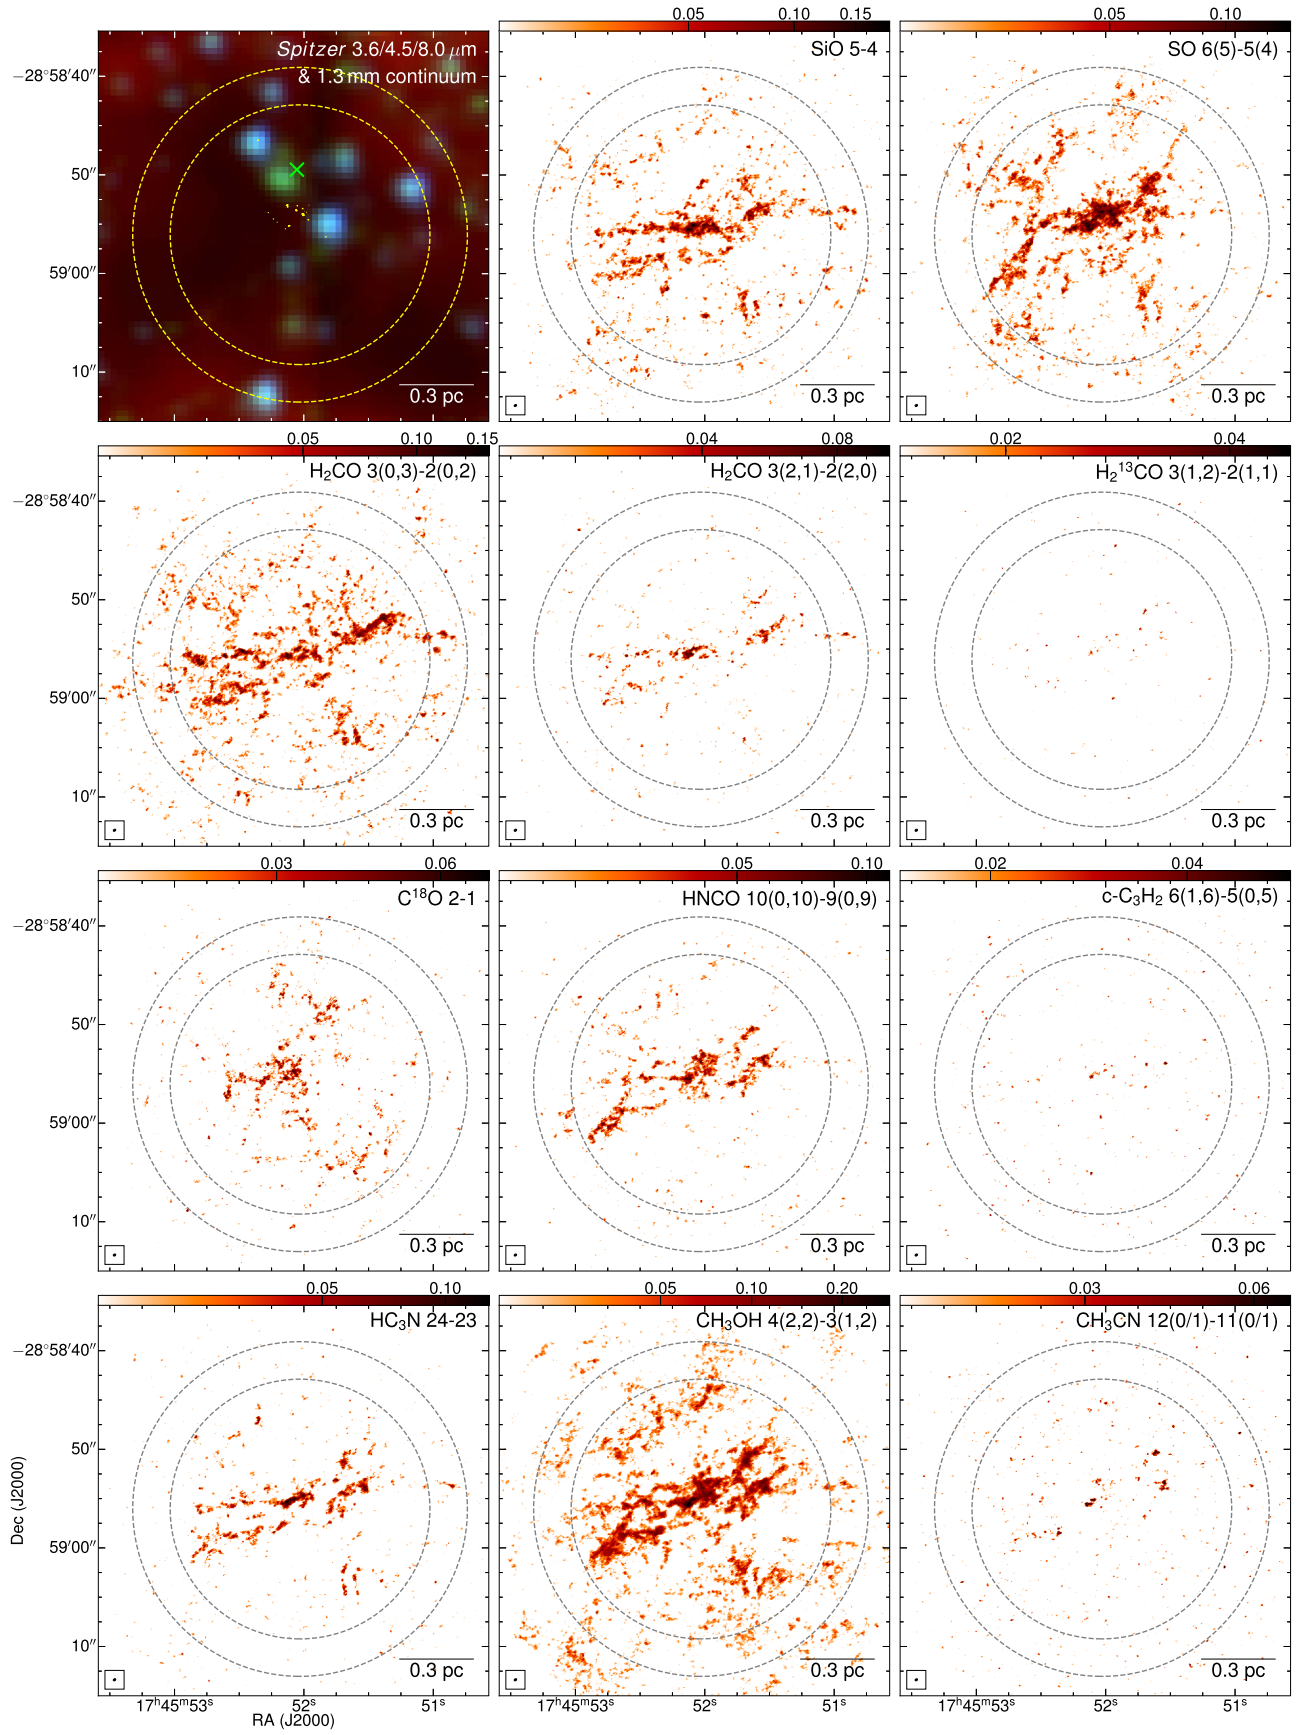 0.05 0.10 0.15
0.05 0.10
Spitzer 3.6/4.5/8.0 μm
& 1.3 mm continuum
SiO 5-4
SO 6(5)-5(4)
−28°58′40″
50″
59′00″
10″
0.3 pc
0.3 pc
0.3 pc
0.05 0.10 0.15
0.04 0.08
0.02 0.04
H₂CO 3(0,3)-2(0,2)
H₂CO 3(2,1)-2(2,0)
H₂¹³CO 3(1,2)-2(1,1)
−28°58′40″
50″
59′00″
10″
0.3 pc
0.3 pc
0.3 pc
0.03 0.06
0.05 0.10
0.02 0.04
C¹⁸O 2-1
HNCO 10(0,10)-9(0,9)
c-C₃H₂ 6(1,6)-5(0,5)
−28°58′40″
50″
59′00″
10″
0.3 pc
0.3 pc
0.3 pc
0.05 0.10
0.05 0.10 0.20
0.03 0.06
HC₃N 24-23
CH₃OH 4(2,2)-3(1,2)
CH₃CN 12(0/1)-11(0/1)
−28°58′40″
50″
59′00″
10″
Dec (J2000)
0.3 pc
0.3 pc
0.3 pc
17ʰ45ᵐ53ˢ 52ˢ 51ˢ
17ʰ45ᵐ53ˢ 52ˢ 51ˢ
17ʰ45ᵐ53ˢ 52ˢ 51ˢ
RA (J2000)